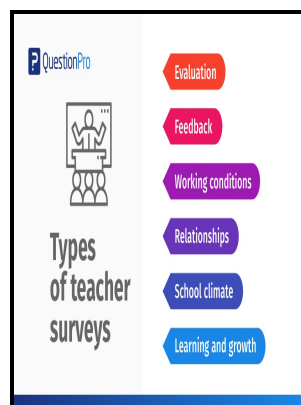 QuestionPro
Types
of teacher
surveys
Evaluation
Feedback
Working conditions
Relationships
School climate
Learning and growth